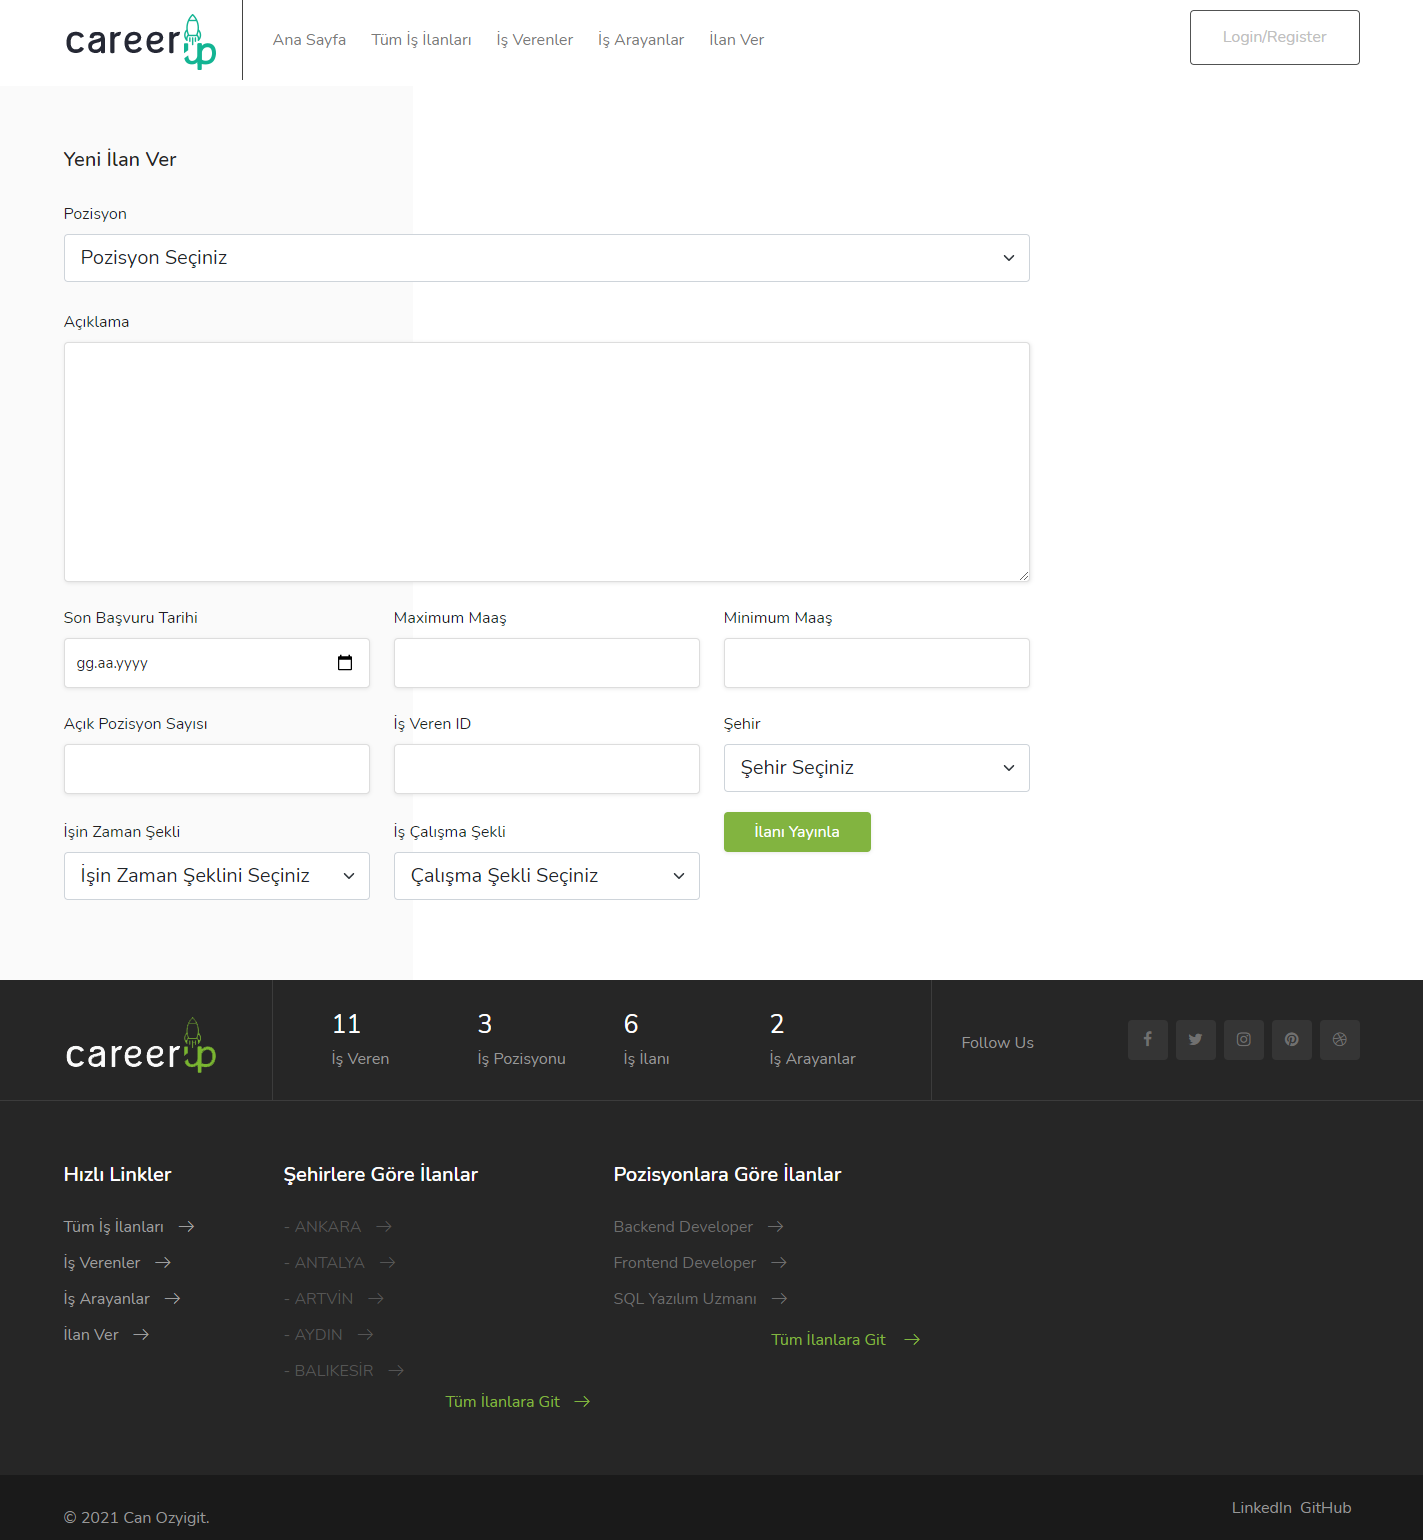 careerup
Ana Sayfa
Tüm İş İlanları
İş Verenler
İş Arayanlar
İlan Ver
Login/Register
Yeni İlan Ver
Pozisyon
Pozisyon Seçiniz
Açıklama
Son Başvuru Tarihi
Maximum Maaş
Minimum Maaş
gg.aa.yyyy
Açık Pozisyon Sayısı
İş Veren ID
Şehir
Şehir Seçiniz
İşin Zaman Şekli
İş Çalışma Şekli
İlanı Yayınla
İşin Zaman Şeklini Seçiniz
Çalışma Şekli Seçiniz
careerup
11
İş Veren
3
İş Pozisyonu
6
İş İlanı
2
İş Arayanlar
Follow Us
Hızlı Linkler
Tüm İş İlanları
İş Verenler
İş Arayanlar
İlan Ver
Şehirlere Göre İlanlar
- ANKARA
- ANTALYA
- ARTVİN
- AYDIN
- BALIKESİR
Tüm İlanlara Git
Pozisyonlara Göre İlanlar
Backend Developer
Frontend Developer
SQL Yazılım Uzmanı
Tüm İlanlara Git
© 2021 Can Ozyigit.
LinkedIn GitHub